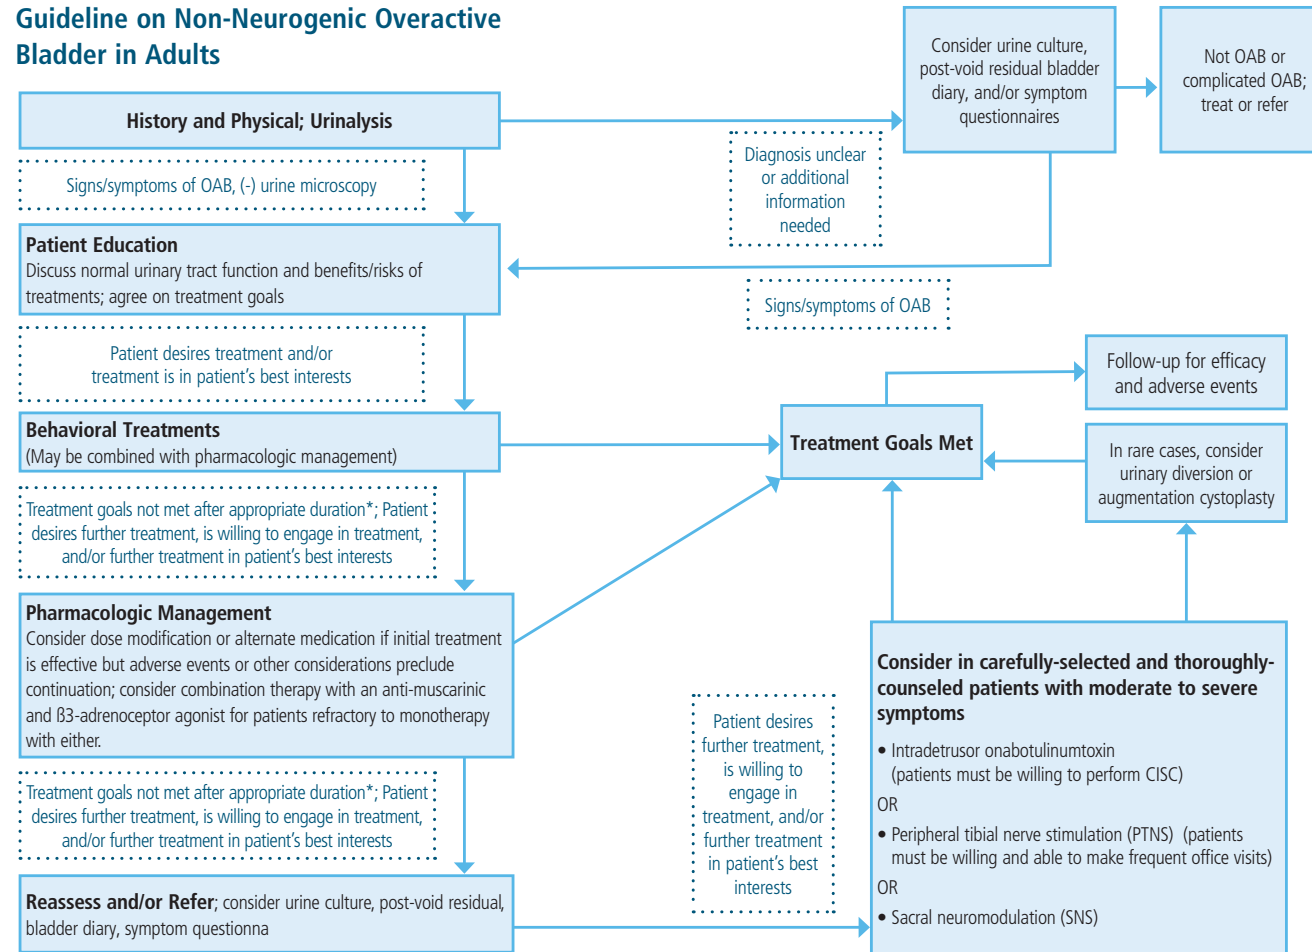 Guideline on Non-Neurogenic Overactive
Bladder in Adults
History and Physical; Urinalysis
Consider urine culture,
post-void residual bladder
diary, and/or symptom
questionnaires
Not OAB or
complicated OAB;
treat or refer
Diagnosis unclear
or additional
information
needed
Signs/symptoms of OAB, (-) urine microscopy
Patient Education
Discuss normal urinary tract function and benefits/risks of
treatments; agree on treatment goals
Signs/symptoms of OAB
Patient desires treatment and/or
treatment is in patient's best interests
Behavioral Treatments
(May be combined with pharmacologic management)
Treatment Goals Met
Follow-up for efficacy
and adverse events
In rare cases, consider
urinary diversion or
augmentation cystoplasty
Treatment goals not met after appropriate duration*; Patient
desires further treatment, is willing to engage in treatment,
and/or further treatment in patient's best interests
Pharmacologic Management
Consider dose modification or alternate medication if initial treatment
is effective but adverse events or other considerations preclude
continuation; consider combination therapy with an anti-muscarinic
and ß3-adrenoceptor agonist for patients refractory to monotherapy
with either.
Treatment goals not met after appropriate duration*; Patient
desires further treatment, is willing to engage in treatment,
and/or further treatment in patient's best interests
Reassess and/or Refer; consider urine culture, post-void residual,
bladder diary, symptom questionna
Patient desires
further treatment,
is willing to
engage in
treatment, and/or
further treatment
in patient's best
interests
Consider in carefully-selected and thoroughly-
counseled patients with moderate to severe
symptoms
• Intradetrusor onabotulinumtoxin
(patients must be willing to perform CISC)
OR
• Peripheral tibial nerve stimulation (PTNS) (patients
must be willing and able to make frequent office visits)
OR
• Sacral neuromodulation (SNS)